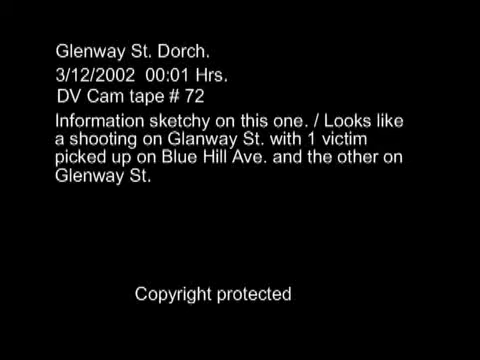 Glenway St. Dorch.
3/12/2002  00:01 Hrs.
DV Cam tape # 72
Information sketchy on this one. / Looks like
a shooting on Glanway St. with 1 victim
picked up on Blue Hill Ave. and the other on
Glenway St.
Copyright protected